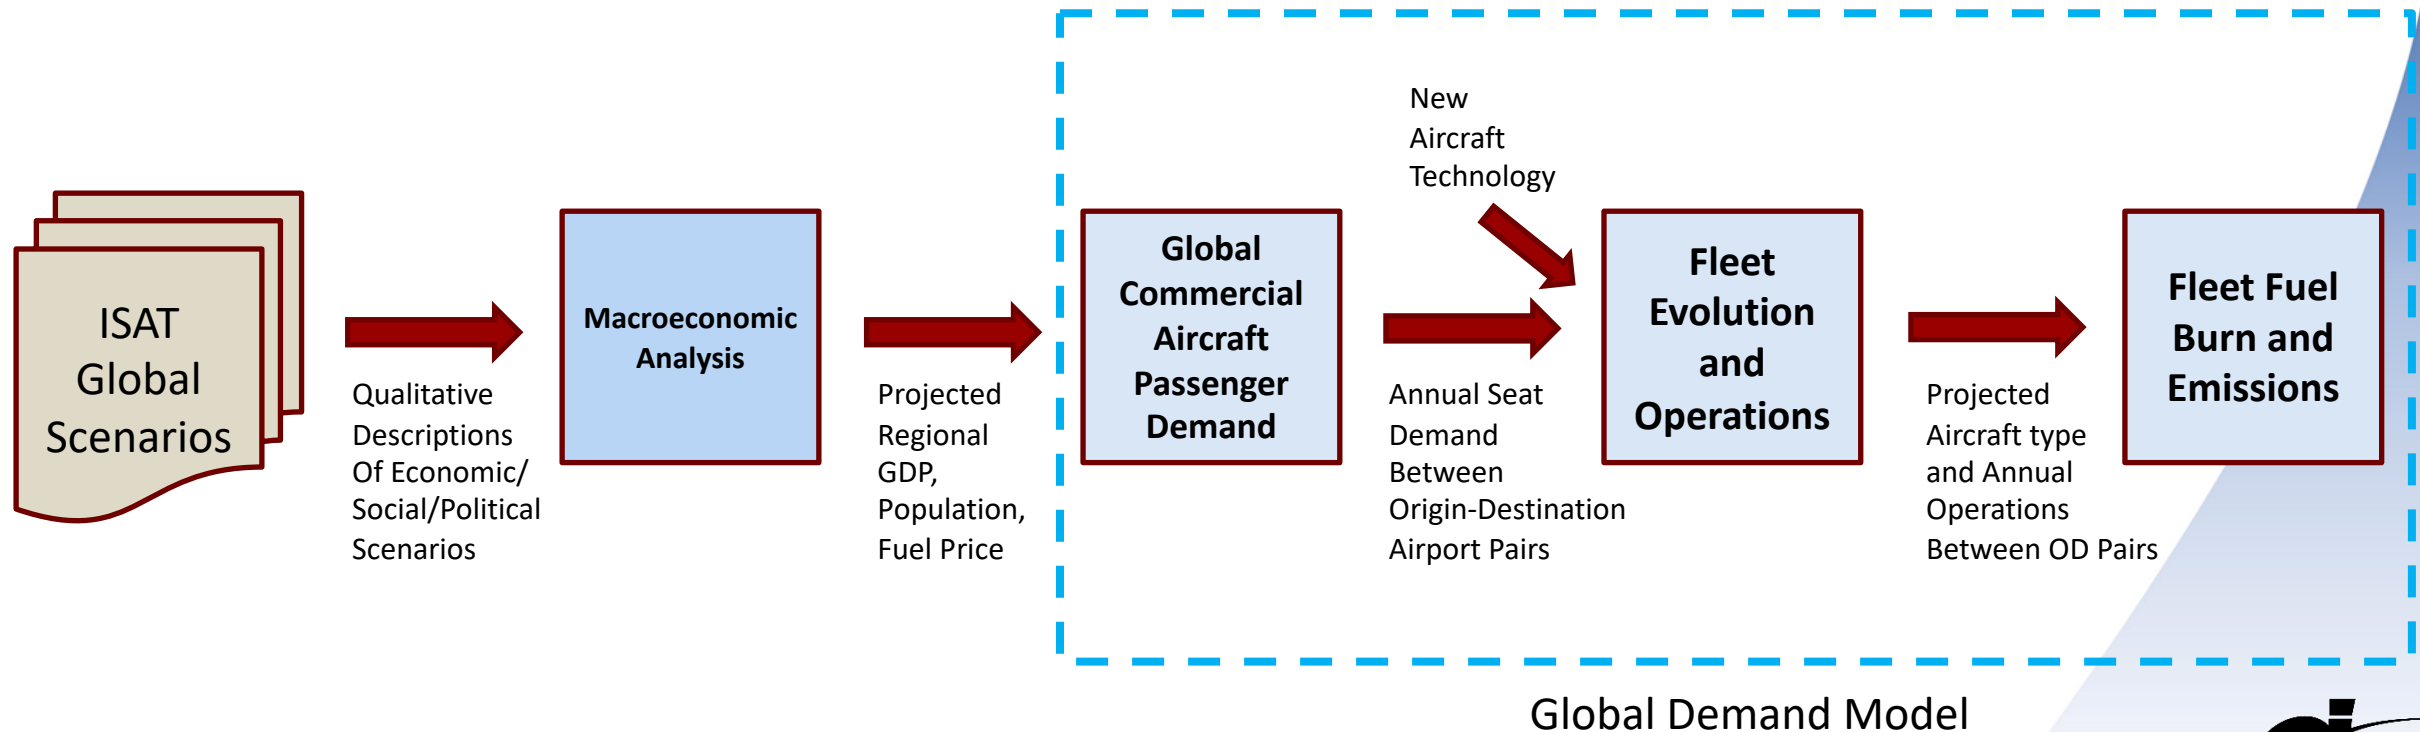 ISAT
Global
Scenarios
Qualitative
Descriptions
Of Economic/
Social/Political
Scenarios
Macroeconomic
Analysis
Projected
Regional
GDP,
Population,
Fuel Price
Global
Commercial
Aircraft
Passenger
Demand
New
Aircraft
Technology
Annual Seat
Demand
Between
Origin-Destination
Airport Pairs
Fleet
Evolution
and
Operations
Projected
Aircraft type
and Annual
Operations
Between OD Pairs
Fleet Fuel
Burn and
Emissions
Global Demand Model